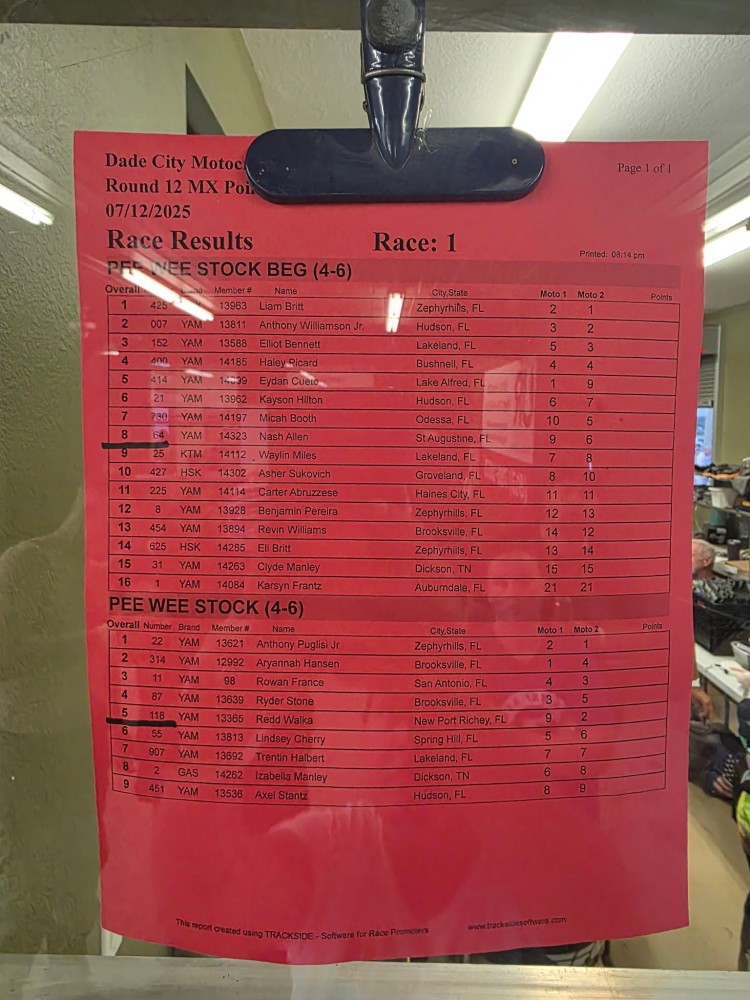 Dade City Motoc
Page 1 of 1
Round 12 MX Poi
07/12/2025
Race Results Race: 1
Printed: 08:14 pm
PEE WEE STOCK BEG (4-6)
Overall Brand Member # Name City,State Moto 1 Moto 2 Points
1 425 13963 Liam Britt Zephyrhills, FL 2 1
2 007 YAM 13811 Anthony Williamson Jr. Hudson, FL 3 2
3 152 YAM 13588 Elliot Bennett Lakeland, FL 5 3
4 400 YAM 14185 Haley Ricard Bushnell, FL 4 4
5 414 YAM Eydan Cueto Lake Alfred, FL 1 9
6 21 YAM 13962 Kayson Hilton Hudson, FL 6 7
7 730 YAM 14197 Micah Booth Odessa, FL 10 5
8 64 YAM 14323 Nash Allen St Augustine, FL 9 6
9 25 KTM 14112 Waylin Miles Lakeland, FL 7 8
10 427 HSK 14302 Asher Sukovich Groveland, FL 8 10
11 225 YAM 14114 Carter Abruzzese Haines City, FL 11 11
12 8 YAM 13928 Benjamin Pereira Zephyrhills, FL 12 13
13 454 YAM 13894 Revin Williams Brooksville, FL 14 12
14 625 HSK 14285 Eli Britt Zephyrhills, FL 13 14
15 31 YAM 14263 Clyde Manley Dickson, TN 15 15
16 1 YAM 14084 Karsyn Frantz Auburndale, FL 21 21
PEE WEE STOCK (4-6)
Overall Number Brand Member # Name City,State Moto 1 Moto 2 Points
1 22 YAM 13621 Anthony Puglisi Jr Zephyrhills, FL 2 1
2 314 YAM 12992 Aryannah Hansen Brooksville, FL 1 4
3 11 YAM 98 Rowan France San Antonio, FL 4 3
4 87 YAM 13639 Ryder Stone Brooksville, FL 3 5
5 118 YAM 13365 Redd Walka New Port Richey, FL 9 2
6 55 YAM 13813 Lindsey Cherry Spring Hill, FL 5 6
7 907 YAM 13692 Trentin Halbert Lakeland, FL 7 7
8 2 GAS 14262 Izabella Manley Dickson, TN 6 8
9 451 YAM 13536 Axel Stantz Hudson, FL 8 9
This report created using TRACKSIDE - Software for Race Promoters www.tracksidesoftware.com